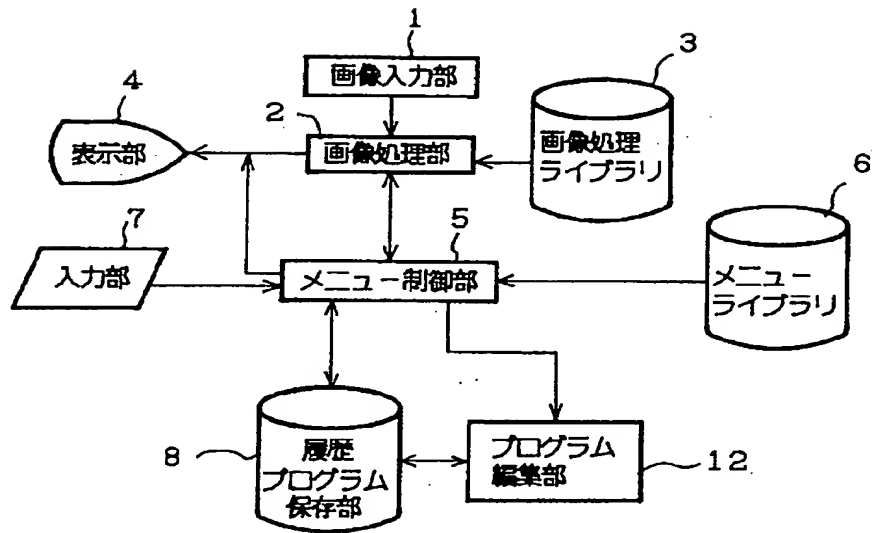 1
画像入力部
3
4
2
表示部
画像処理部
画像処理
ライブラリ
6
7
5
入力部
メニュー制御部
メニュー
ライブラリ
8
履歴
プログラム
保存部
プログラム
編集部
12